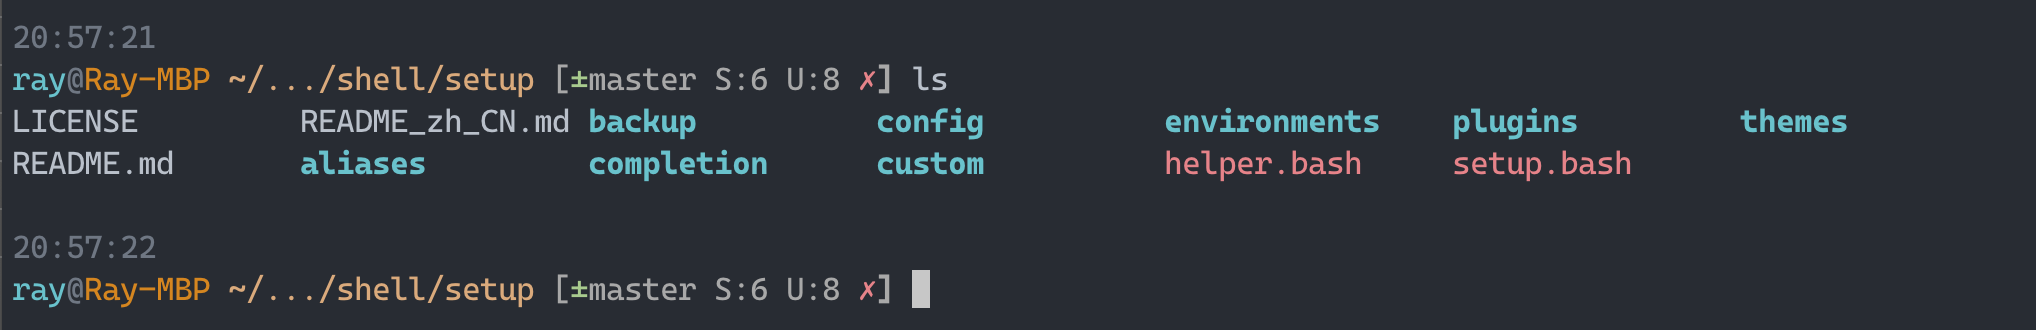 20:57:21
ray@Ray-MBP ~/.../shell/setup [±master S:6 U:8 ✗] ls
LICENSE README_zh_CN.md backup config environments plugins themes
README.md aliases completion custom helper.bash setup.bash
20:57:22
ray@Ray-MBP ~/.../shell/setup [±master S:6 U:8 ✗]